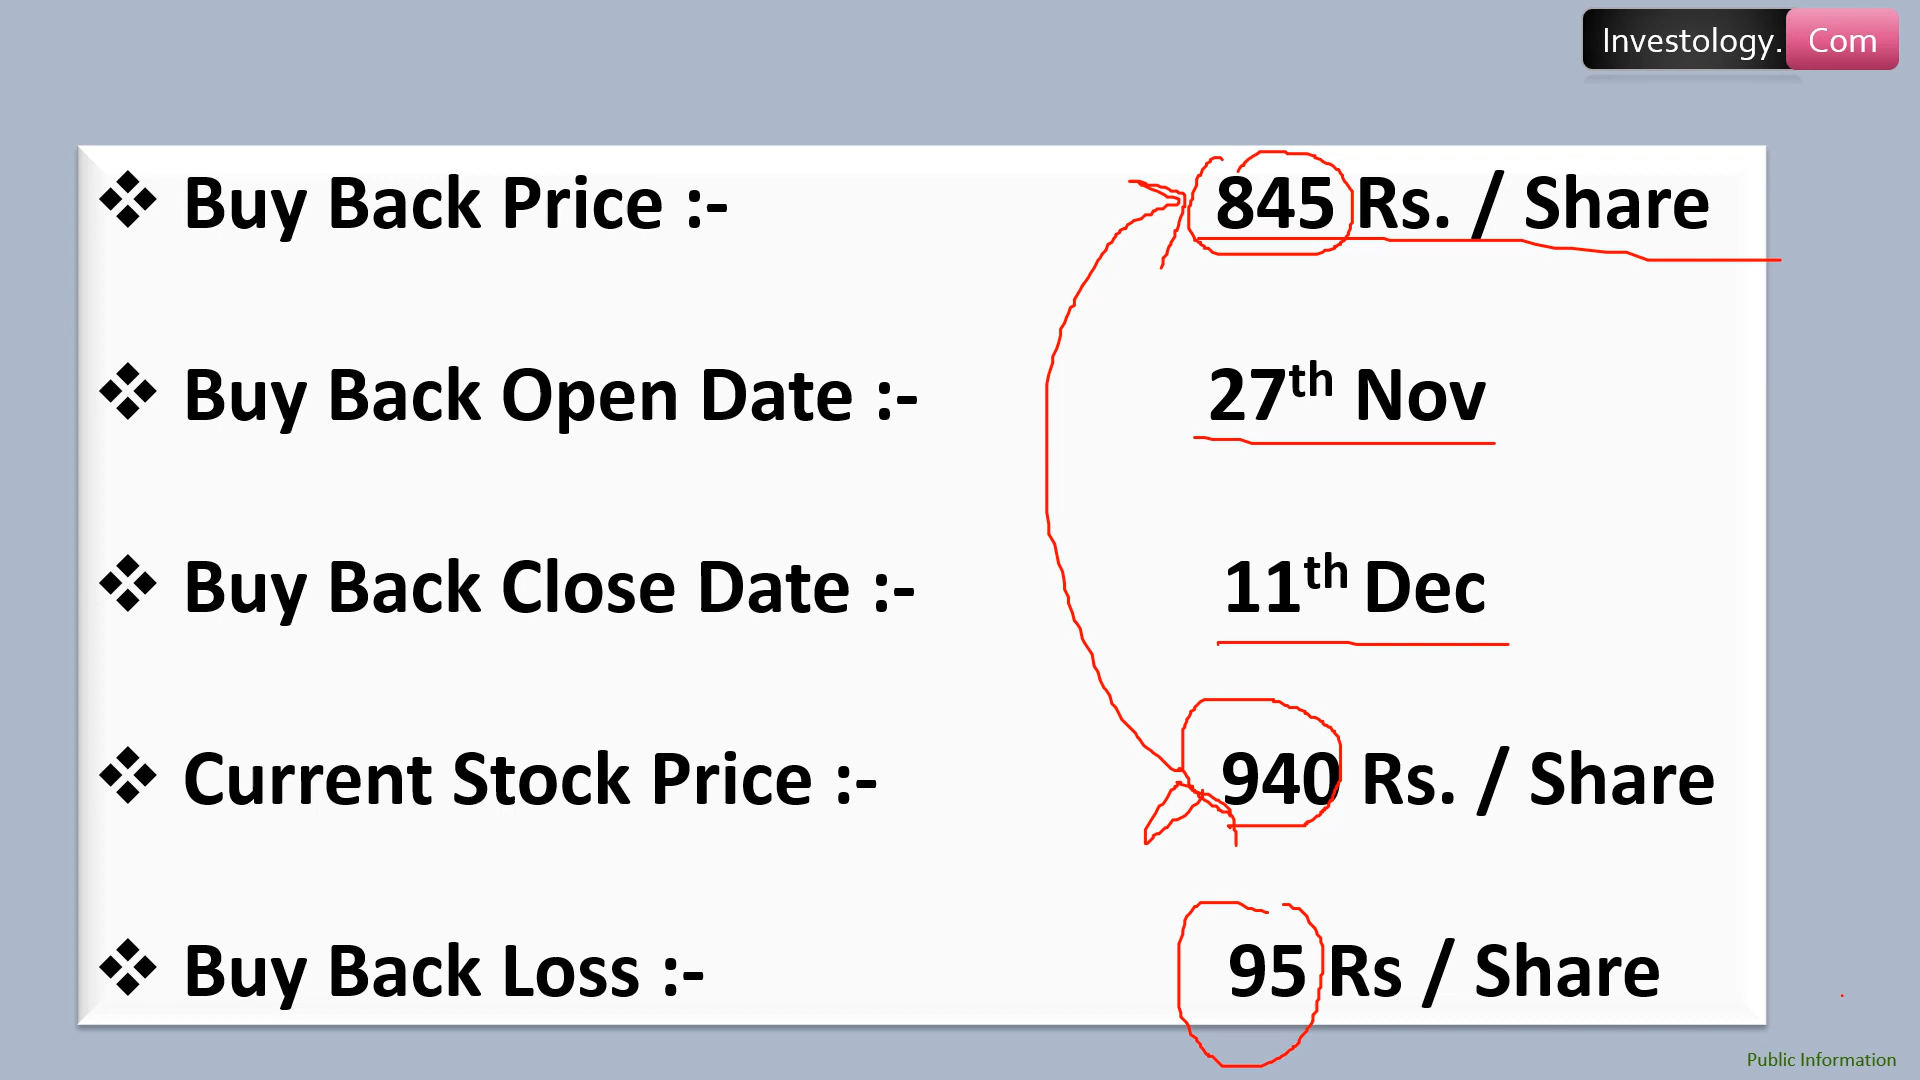 Investology. Com
❖ Buy Back Price :- 845 Rs. / Share
❖ Buy Back Open Date :- 27th Nov
❖ Buy Back Close Date :- 11th Dec
❖ Current Stock Price :- 940 Rs. / Share
❖ Buy Back Loss :- 95 Rs / Share
Public Information